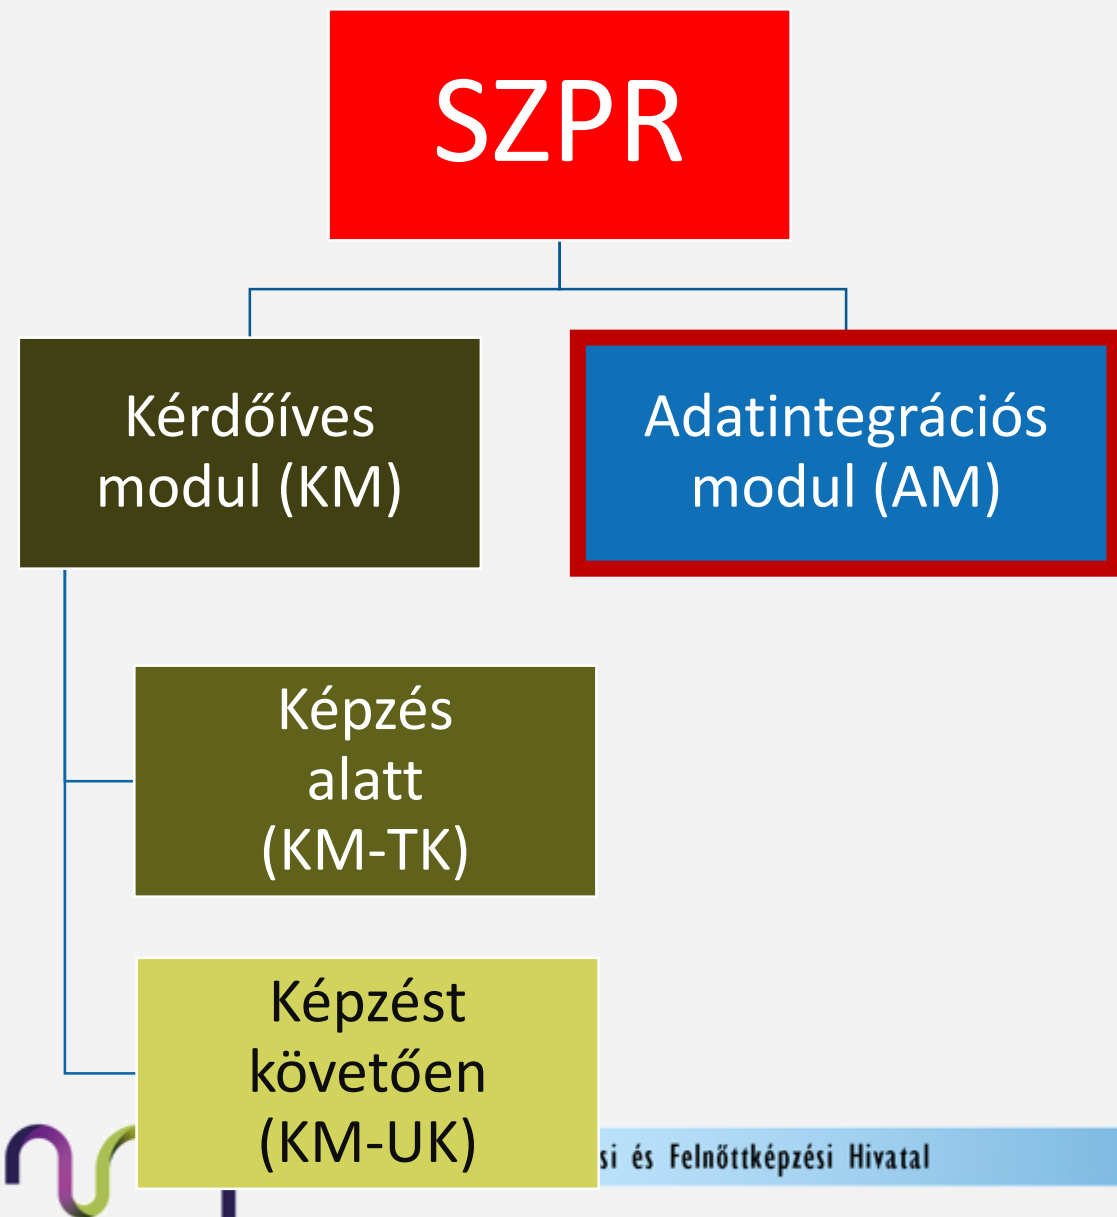 SZPR
Kérdőíves
modul (KM)
Adatintegrációs
modul (AM)
Képzés
alatt
(KM-TK)
Képzést
követően
(KM-UK)
si és Felnőttképzési Hivatal